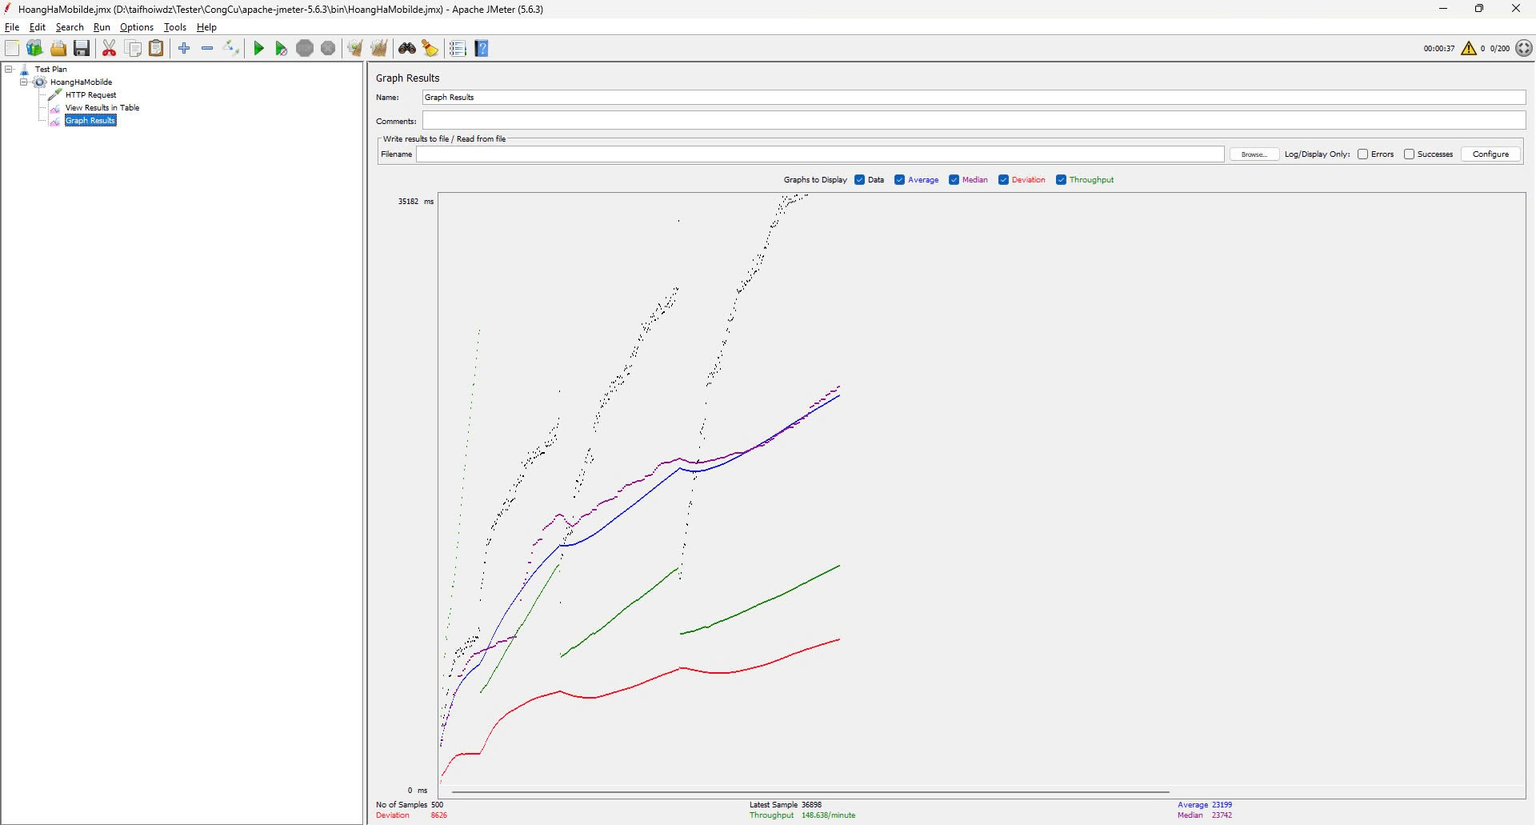 HoangHaMobilde.jmx (D:\taifhoiwdz\Tester\CongCu\apache-jmeter-5.6.3\bin\HoangHaMobilde.jmx) - Apache JMeter (5.6.3)
File Edit Search Run Options Tools Help
00:00:37 0 0/200
Test Plan
HoangHaMobilde
HTTP Request
View Results in Table
Graph Results
Graph Results
Name: Graph Results
Comments:
Write results to file / Read from file
Filename Browse... Log/Display Only: Errors Successes Configure
Graphs to Display Data Average Median Deviation Throughput
35182 ms
0 ms
No of Samples 500 Latest Sample 36898 Average 23199
Deviation 8626 Throughput 148.638/minute Median 23742